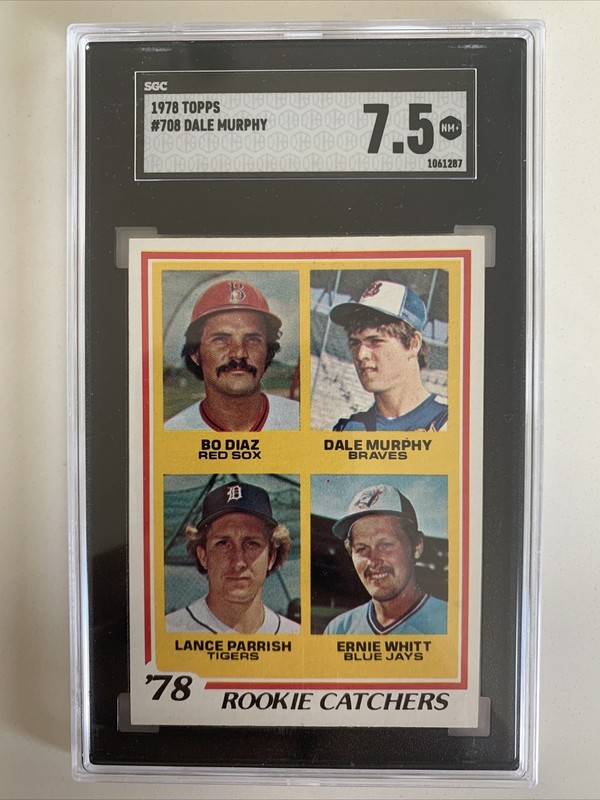 SGC
1978 TOPPS
#708 DALE MURPHY
7.5
NM+
1061287
B
BO DIAZ
RED SOX
DALE MURPHY
BRAVES
D
LANCE PARRISH
TIGERS
ERNIE WHITT
BLUE JAYS
'78
ROOKIE CATCHERS